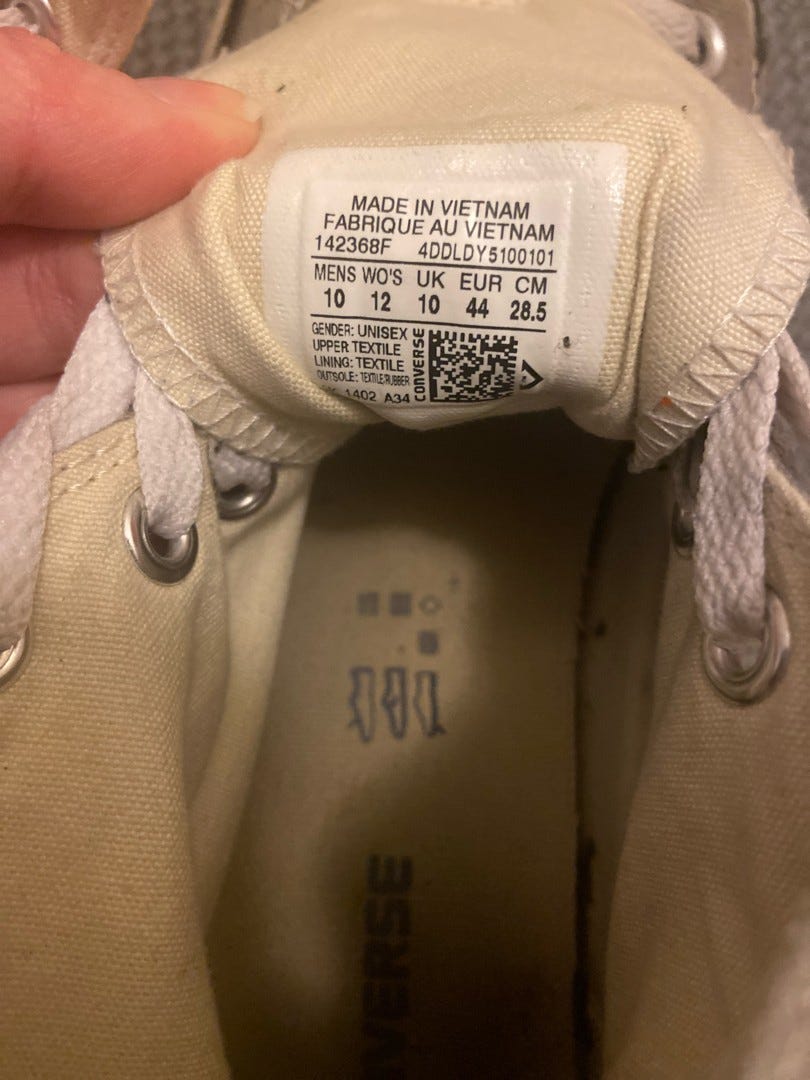 MADE IN VIETNAM
FABRIQUE AU VIETNAM
142368F 4DDLDY5100101
MENS WO'S UK EUR CM
10 12 10 44 28.5
GENDER: UNISEX
UPPER TEXTILE
LINING: TEXTILE
OUTSOLE: TEXTILE/RUBBER
1402 A34
CONVERSE
VERSE